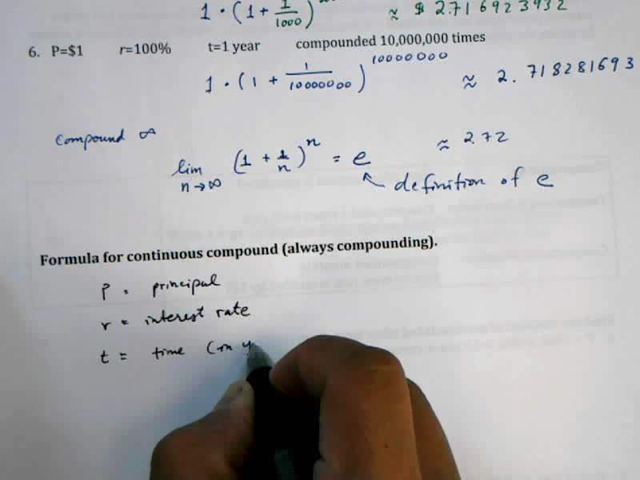 1 · (1 + 1/1000) ≈ $ 2.716923932
6. P=$1 r=100% t=1 year compounded 10,000,000 times
1 · (1 + 1/10000000)^10000000 ≈ 2.718281693
Compound ∞
lim n→∞ (1 + 1/n)^n = e ≈ 2.72
definition of e
Formula for continuous compound (always compounding).
P = principal
r = interest rate
t = time (in y